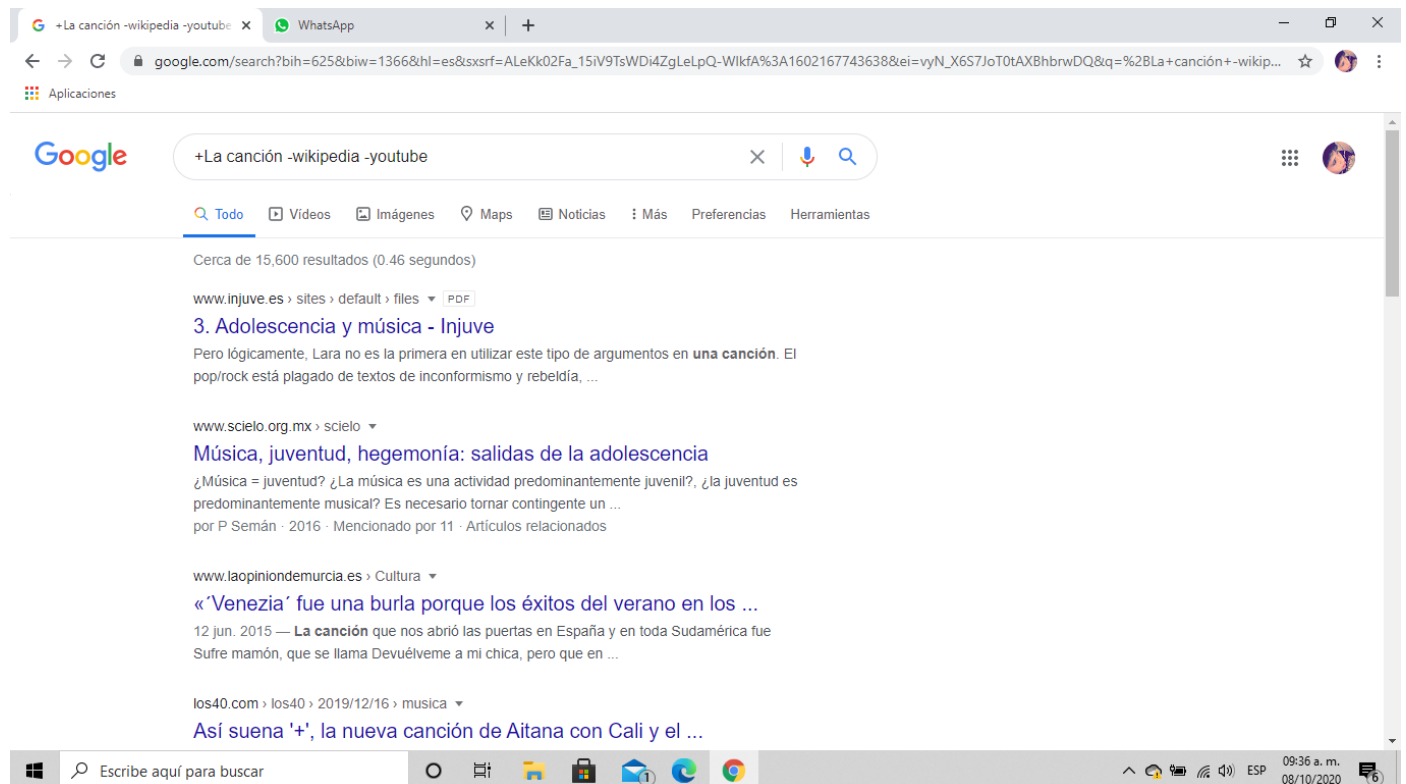 +La canción -wikipedia -youtube
WhatsApp
google.com/search?bih=625&biw=1366&hl=es&sxsrf=ALeKk02Fa_15iV9TsWDi4ZgLeLpQ-WIkfA%3A1602167743638&ei=vyN_X6S7JoT0tAXBhbrwDQ&q=%2BLa+canción+-wikip...
Aplicaciones
Google
+La canción -wikipedia -youtube
Todo Vídeos Imágenes Maps Noticias Más Preferencias Herramientas
Cerca de 15,600 resultados (0.46 segundos)
www.injuve.es › sites › default › files PDF
3. Adolescencia y música - Injuve
Pero lógicamente, Lara no es la primera en utilizar este tipo de argumentos en una canción. El
pop/rock está plagado de textos de inconformismo y rebeldía, ...
www.scielo.org.mx › scielo
Música, juventud, hegemonía: salidas de la adolescencia
¿Música = juventud? ¿La música es una actividad predominantemente juvenil?, ¿la juventud es
predominantemente musical? Es necesario tornar contingente un ...
por P Semán · 2016 · Mencionado por 11 · Artículos relacionados
www.laopiniondemurcia.es › Cultura
«´Venezia´ fue una burla porque los éxitos del verano en los ...
12 jun. 2015 — La canción que nos abrió las puertas en España y en toda Sudamérica fue
Sufre mamón, que se llama Devuélveme a mi chica, pero que en ...
los40.com › los40 › 2019/12/16 › musica
Así suena '+', la nueva canción de Aitana con Cali y el ...
Escribe aquí para buscar
1
ESP
09:36 a. m.
08/10/2020
6